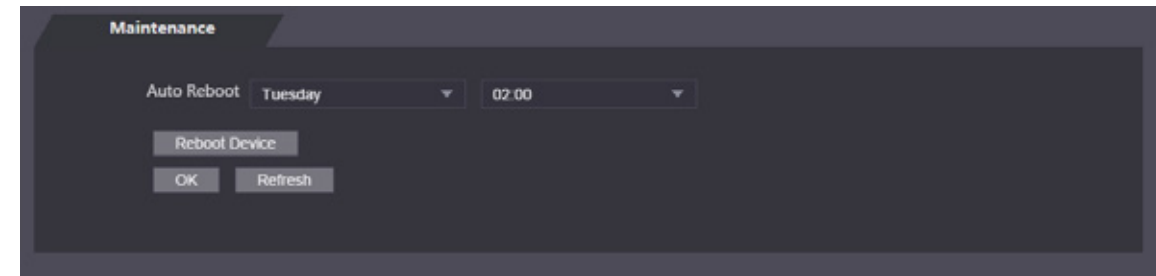 Maintenance
Auto Reboot Tuesday 02:00
Reboot Device
OK Refresh